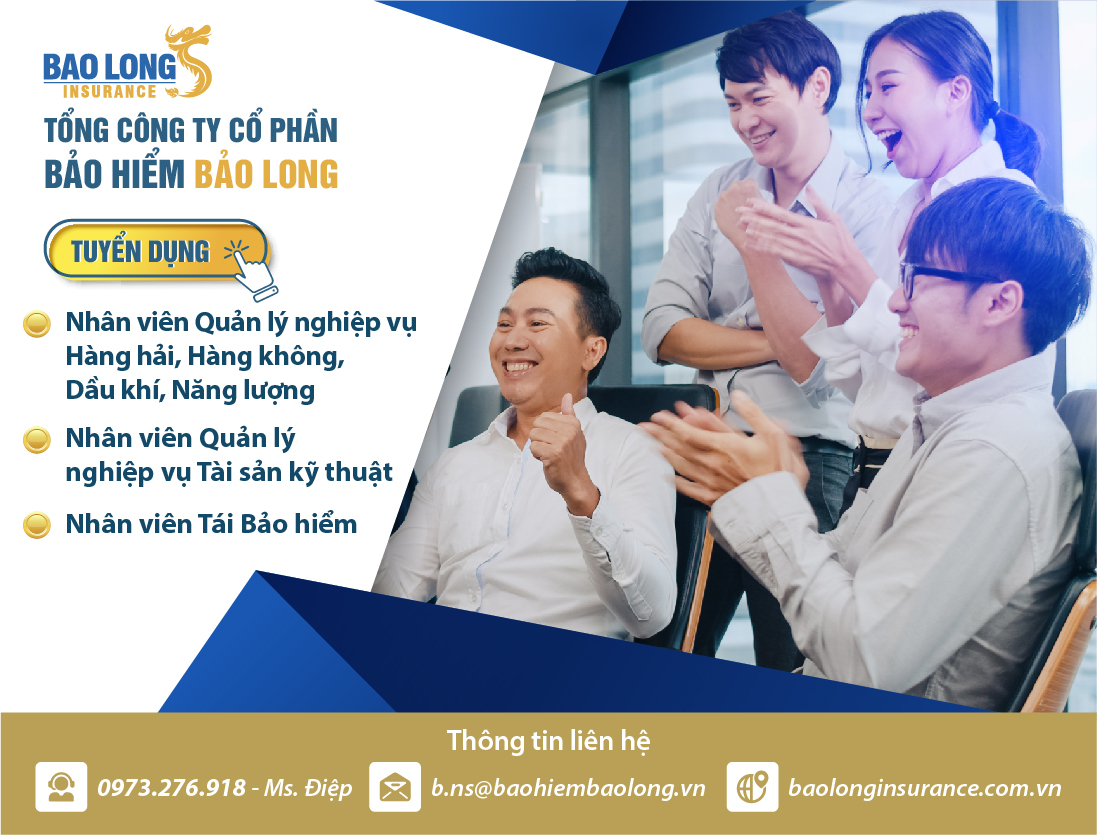 BAO LONG
INSURANCE
TỔNG CÔNG TY CỔ PHẦN
BẢO HIỂM BẢO LONG
TUYỂN DỤNG
Nhân viên Quản lý nghiệp vụ
Hàng hải, Hàng không,
Dầu khí, Năng lượng
Nhân viên Quản lý
nghiệp vụ Tài sản kỹ thuật
Nhân viên Tái Bảo hiểm
Thông tin liên hệ
0973.276.918 - Ms. Điệp
b.ns@baohiembaolong.vn
baolonginsurance.com.vn